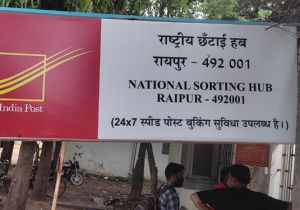 राष्ट्रीय छँटाई हब
रायपुर - 492 001
NATIONAL SORTING HUB
RAIPUR - 492001
(24x7 स्पीड पोस्ट बुकिंग सुविधा उपलब्ध है।)
India Post